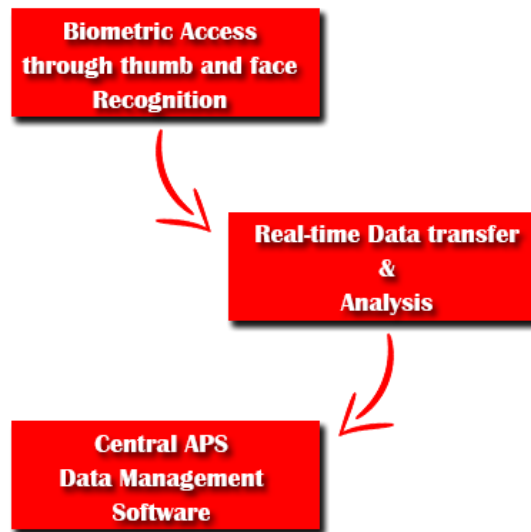 Biometric Access
through thumb and face
Recognition
Real-time Data transfer
&
Analysis
Central APS
Data Management
Software